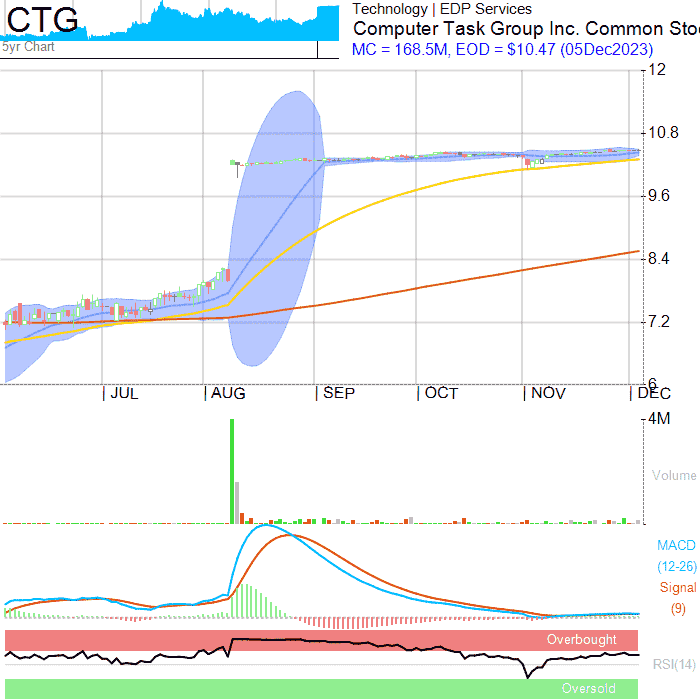 CTG
5yr Chart
Technology | EDP Services
Computer Task Group Inc. Common Sto
MC = 168.5M, EOD = $10.47 (05Dec2023)
12
10.8
9.6
8.4
7.2
6
JUL AUG SEP OCT NOV DEC
4M
Volume
MACD
(12-26)
Signal
(9)
Overbought
RSI(14)
Oversold